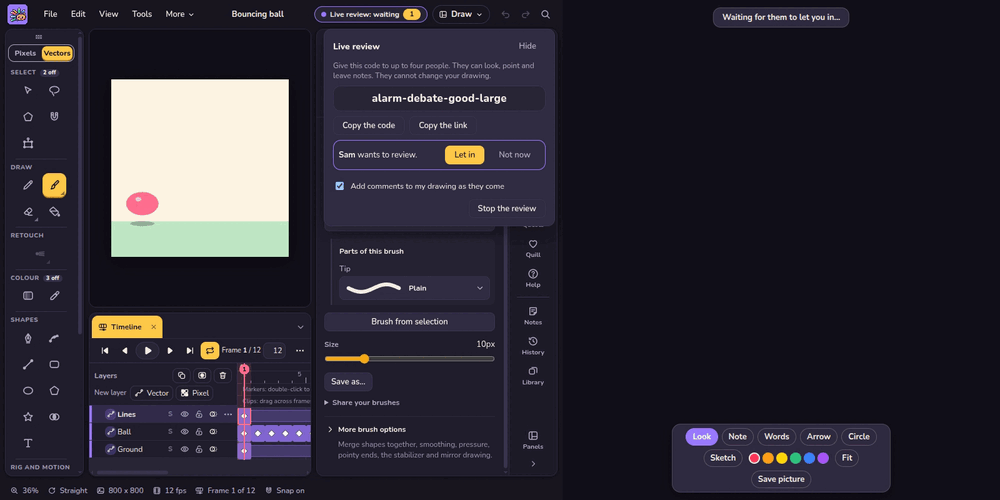 File Edit View Tools More Bouncing ball Live review: waiting 1 Draw
Waiting for them to let you in...
Pixels Vectors
SELECT 2 off
DRAW
RETOUCH
COLOUR 3 off
SHAPES
RIG AND MOTION
Live review Hide
Give this code to up to four people. They can look, point and
leave notes. They cannot change your drawing.
alarm-debate-good-large
Copy the code Copy the link
Sam wants to review. Let in Not now
Add comments to my drawing as they come
Stop the review
Parts of this brush
Tip
Plain
Brush from selection
Size 10px
Save as...
Share your brushes
More brush options
Merge shapes together, smoothing, pressure,
pointy ends, the stabilizer and mirror drawing.
Quill
Help
Notes
History
Library
Panels
Timeline
Frame 1 / 12 12
Layers
New layer Vector Pixel
1 5
Markers: double-click to
Clips: drag across frame
Lines S
Ball S
Ground S
36% Straight 800 x 800 12 fps Frame 1 of 12 Snap on
Look Note Words Arrow Circle
Sketch Fit
Save picture